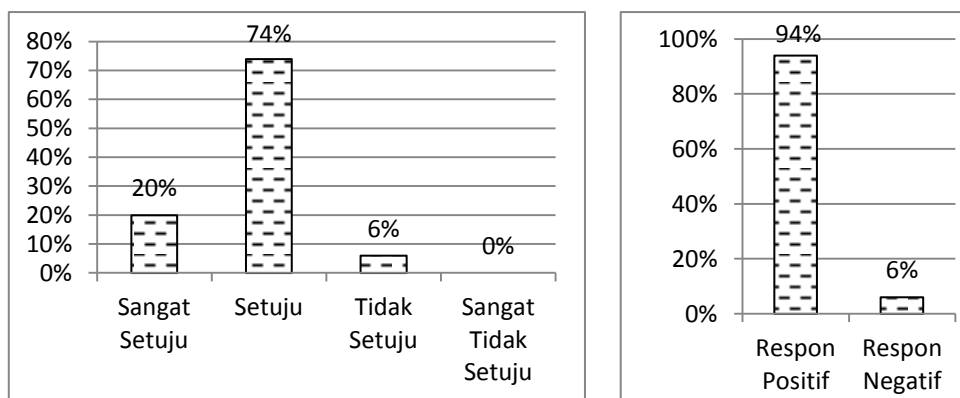 80%
70%
60%
50%
40%
30%
20%
10%
0%
20%
74%
6%
0%
Sangat
Setuju
Setuju
Tidak
Setuju
Sangat
Tidak
Setuju
100%
80%
60%
40%
20%
0%
94%
6%
Respon
Positif
Respon
Negatif